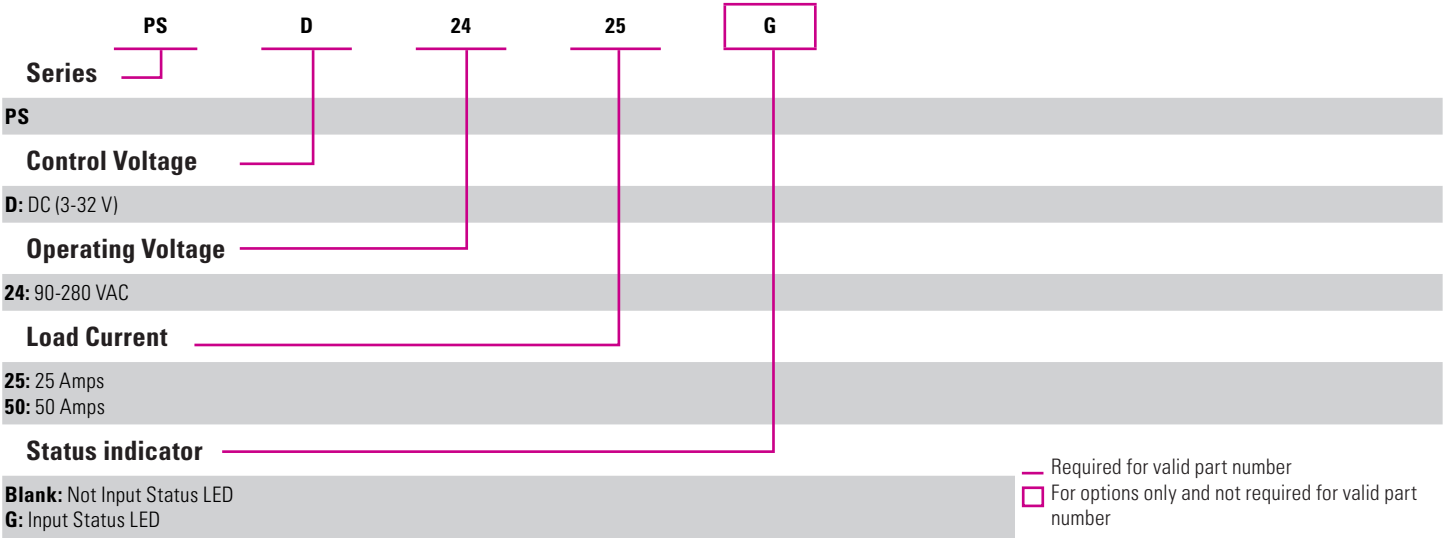 PS D 24 25 G
Series
PS
Control Voltage
D: DC (3-32 V)
Operating Voltage
24: 90-280 VAC
Load Current
25: 25 Amps
50: 50 Amps
Status indicator
Blank: Not Input Status LED
G: Input Status LED
Required for valid part number
For options only and not required for valid part
number